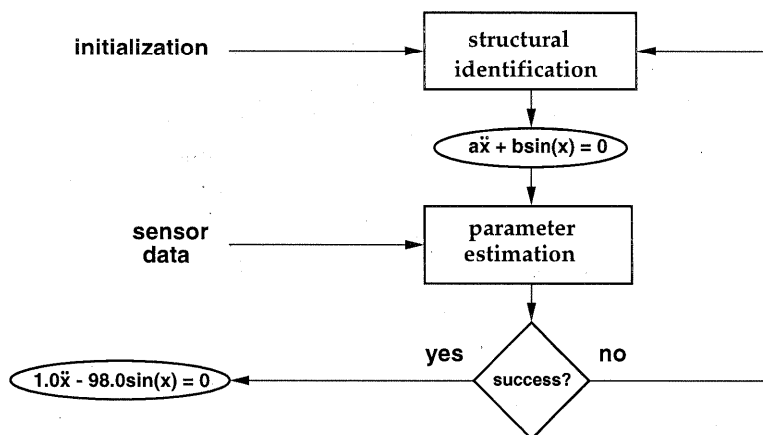 initialization
structural
identification
aẍ + bsin(x) = 0
sensor
data
parameter
estimation
yes
no
success?
1.0ẍ - 98.0sin(x) = 0